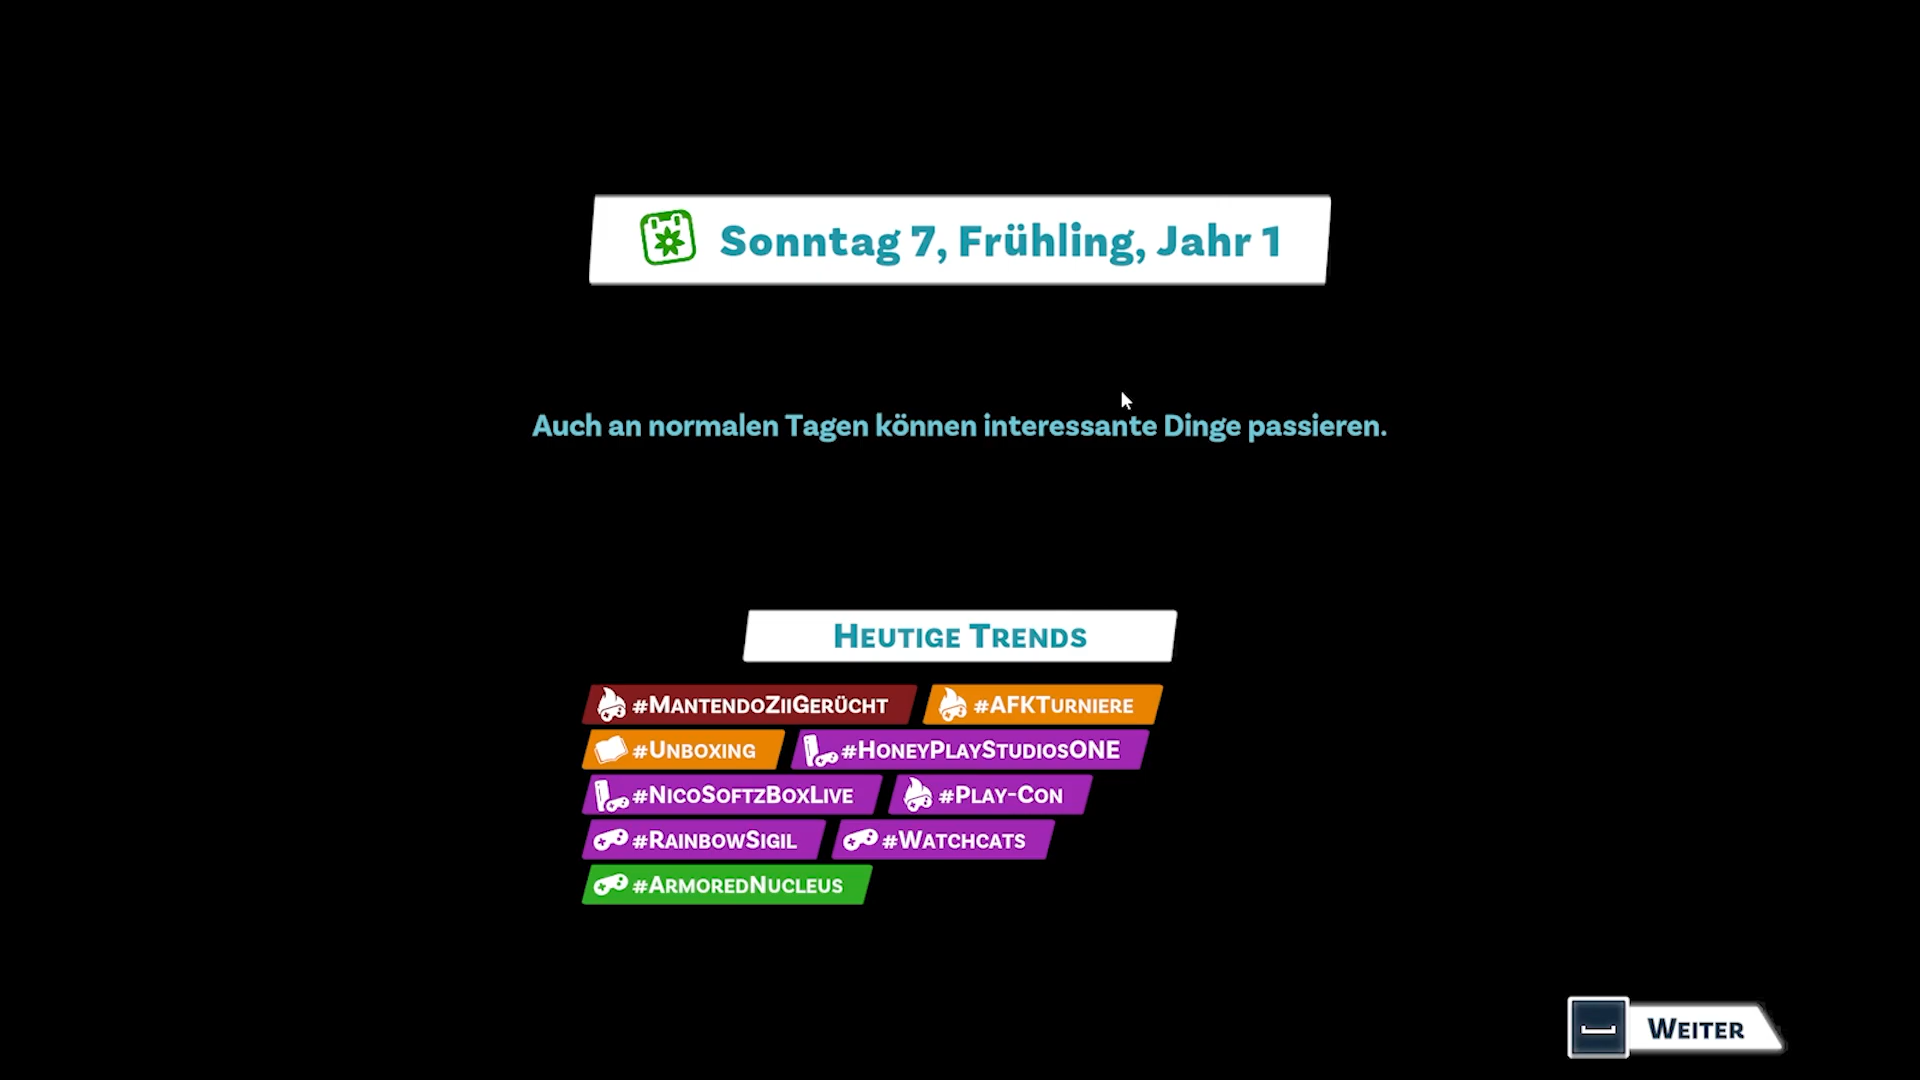 Sonntag 7, Frühling, Jahr 1
Auch an normalen Tagen können interessante Dinge passieren.
HEUTIGE TRENDS
#MANTENDOZIIGERÜCHT #AFKTURNIERE
#UNBOXING #HONEYPLAYSTUDIOSONE
#NICOSOFTZBOXLIVE #PLAY-CON
#RAINBOWSIGIL #WATCHCATS
#ARMOREDNUCLEUS
WEITER